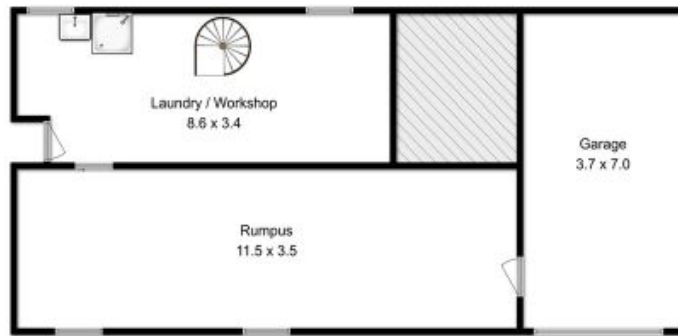 Laundry / Workshop
8.6 x 3.4
Garage
3.7 x 7.0
Rumpus
11.5 x 3.5